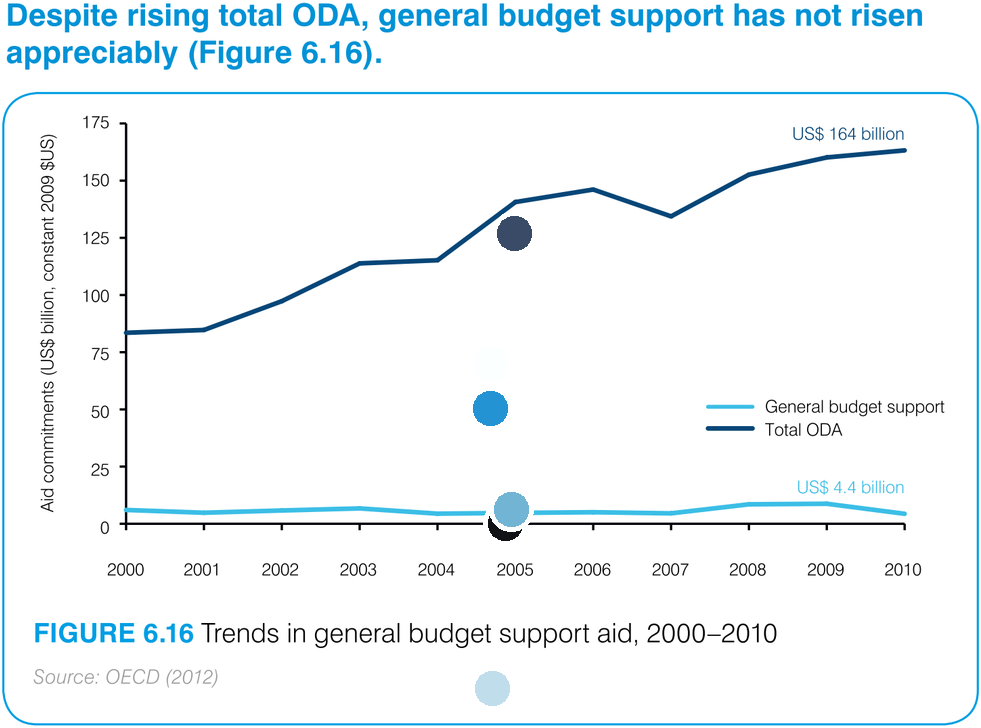 Despite rising total ODA, general budget support has not risen
appreciably (Figure 6.16).
Aid commitments (US$ billion, constant 2009 $US)
175
150
125
100
75
50
25
0
US$ 164 billion
General budget support
Total ODA
US$ 4.4 billion
2000 2001 2002 2003 2004 2005 2006 2007 2008 2009 2010
FIGURE 6.16 Trends in general budget support aid, 2000–2010
Source: OECD (2012)